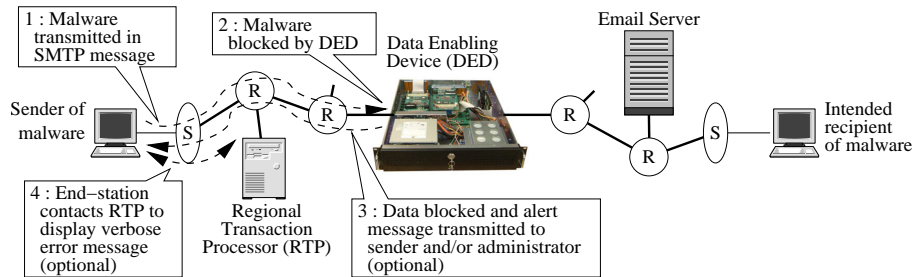 1 : Malware
transmitted in
SMTP message
2 : Malware
blocked by DED
Data Enabling
Device (DED)
Email Server
Sender of
malware
S
R
R
R
R
S
Intended
recipient
of malware
4 : End−station
contacts RTP to
display verbose
error message
(optional)
Regional
Transaction
Processor (RTP)
3 : Data blocked and alert
message transmitted to
sender and/or administrator
(optional)